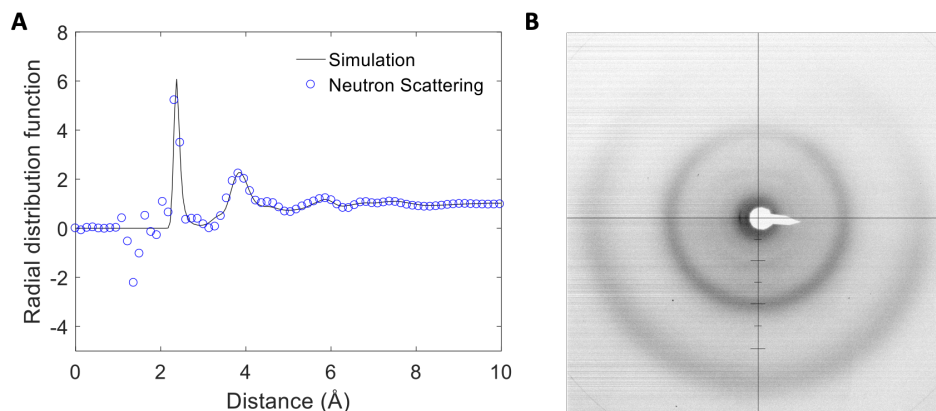 A
B
8
6
4
2
0
-2
-4
Radial distribution function
Simulation
Neutron Scattering
0 2 4 6 8 10
Distance (Å)